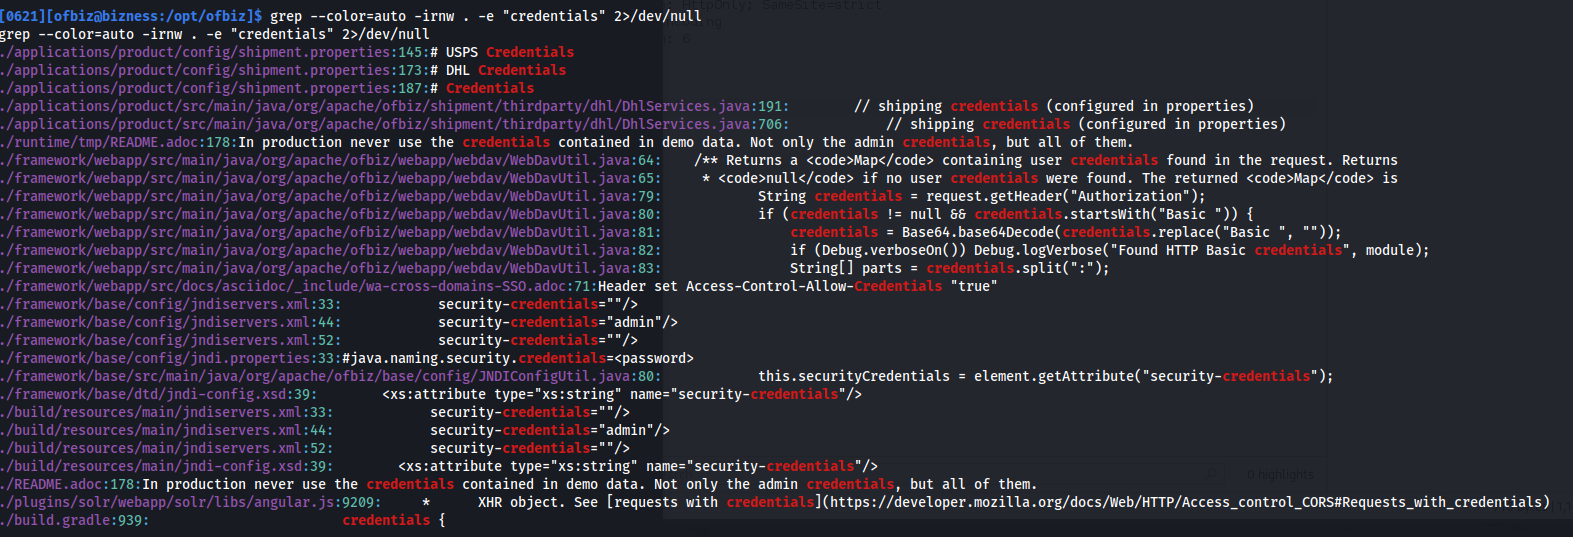 HttpOnly; SameSite=strict
[0621][ofbiz@bizness:/opt/ofbiz]$ grep --color=auto -irnw . -e "credentials" 2>/dev/null
grep --color=auto -irnw . -e "credentials" 2>/dev/null
./applications/product/config/shipment.properties:145:# USPS Credentials
./applications/product/config/shipment.properties:173:# DHL Credentials
./applications/product/config/shipment.properties:187:# Credentials
./applications/product/src/main/java/org/apache/ofbiz/shipment/thirdparty/dhl/DhlServices.java:191:        // shipping credentials (configured in properties)
./applications/product/src/main/java/org/apache/ofbiz/shipment/thirdparty/dhl/DhlServices.java:706:            // shipping credentials (configured in properties)
./runtime/tmp/README.adoc:178:In production never use the credentials contained in demo data. Not only the admin credentials, but all of them.
./framework/webapp/src/main/java/org/apache/ofbiz/webapp/webdav/WebDavUtil.java:64:    /** Returns a <code>Map</code> containing user credentials found in the request. Returns
./framework/webapp/src/main/java/org/apache/ofbiz/webapp/webdav/WebDavUtil.java:65:     * <code>null</code> if no user credentials were found. The returned <code>Map</code> is
./framework/webapp/src/main/java/org/apache/ofbiz/webapp/webdav/WebDavUtil.java:79:            String credentials = request.getHeader("Authorization");
./framework/webapp/src/main/java/org/apache/ofbiz/webapp/webdav/WebDavUtil.java:80:            if (credentials != null && credentials.startsWith("Basic ")) {
./framework/webapp/src/main/java/org/apache/ofbiz/webapp/webdav/WebDavUtil.java:81:                credentials = Base64.base64Decode(credentials.replace("Basic ", ""));
./framework/webapp/src/main/java/org/apache/ofbiz/webapp/webdav/WebDavUtil.java:82:                if (Debug.verboseOn()) Debug.logVerbose("Found HTTP Basic credentials", module);
./framework/webapp/src/main/java/org/apache/ofbiz/webapp/webdav/WebDavUtil.java:83:                String[] parts = credentials.split(":");
./framework/webapp/src/docs/asciidoc/_include/wa-cross-domains-SSO.adoc:71:Header set Access-Control-Allow-Credentials "true"
./framework/base/config/jndiservers.xml:33:            security-credentials=""/>
./framework/base/config/jndiservers.xml:44:            security-credentials="admin"/>
./framework/base/config/jndiservers.xml:52:            security-credentials=""/>
./framework/base/config/jndi.properties:33:#java.naming.security.credentials=<password>
./framework/base/src/main/java/org/apache/ofbiz/base/config/JNDIConfigUtil.java:80:            this.securityCredentials = element.getAttribute("security-credentials");
./framework/base/dtd/jndi-config.xsd:39:        <xs:attribute type="xs:string" name="security-credentials"/>
./build/resources/main/jndiservers.xml:33:            security-credentials=""/>
./build/resources/main/jndiservers.xml:44:            security-credentials="admin"/>
./build/resources/main/jndiservers.xml:52:            security-credentials=""/>
./build/resources/main/jndi-config.xsd:39:        <xs:attribute type="xs:string" name="security-credentials"/>
0 highlights
./README.adoc:178:In production never use the credentials contained in demo data. Not only the admin credentials, but all of them.
./plugins/solr/webapp/solr/libs/angular.js:9209:     *      XHR object. See [requests with credentials](https://developer.mozilla.org/docs/Web/HTTP/Access_control_CORS#Requests_with_credentials)
./build.gradle:939:                        credentials {